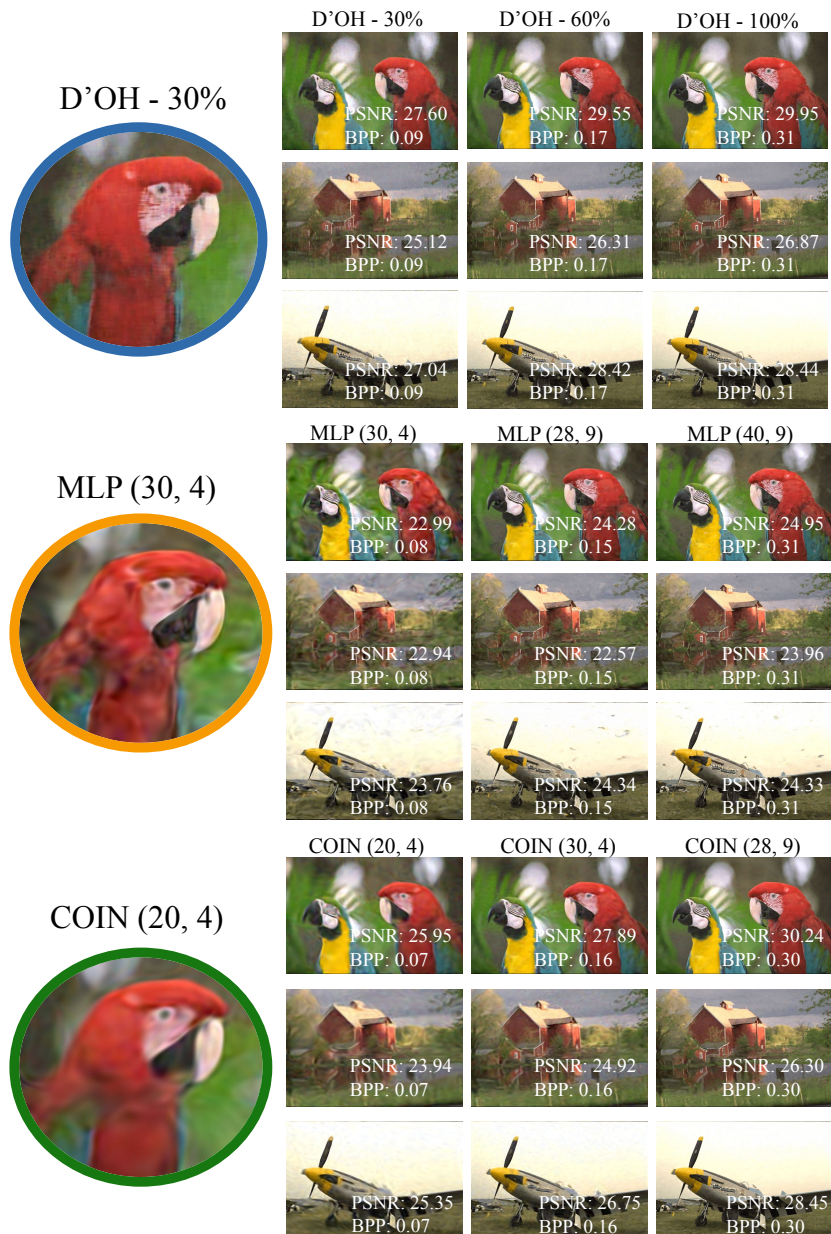 D'OH - 30%
D'OH - 60%
D'OH - 100%
D'OH - 30%
PSNR: 27.60
BPP: 0.09
PSNR: 29.55
BPP: 0.17
PSNR: 29.95
BPP: 0.31
PSNR: 25.12
BPP: 0.09
PSNR: 26.31
BPP: 0.17
PSNR: 26.87
BPP: 0.31
PSNR: 27.04
BPP: 0.09
PSNR: 28.42
BPP: 0.17
PSNR: 28.44
BPP: 0.31
MLP (30, 4)
MLP (30, 4)
MLP (28, 9)
MLP (40, 9)
PSNR: 22.99
BPP: 0.08
PSNR: 24.28
BPP: 0.15
PSNR: 24.95
BPP: 0.31
PSNR: 22.94
BPP: 0.08
PSNR: 22.57
BPP: 0.15
PSNR: 23.96
BPP: 0.31
PSNR: 23.76
BPP: 0.08
PSNR: 24.34
BPP: 0.15
PSNR: 24.33
BPP: 0.31
COIN (20, 4)
COIN (20, 4)
COIN (30, 4)
COIN (28, 9)
PSNR: 25.95
BPP: 0.07
PSNR: 27.89
BPP: 0.16
PSNR: 30.24
BPP: 0.30
PSNR: 23.94
BPP: 0.07
PSNR: 24.92
BPP: 0.16
PSNR: 26.30
BPP: 0.30
PSNR: 25.35
BPP: 0.07
PSNR: 26.75
BPP: 0.16
PSNR: 28.45
BPP: 0.30